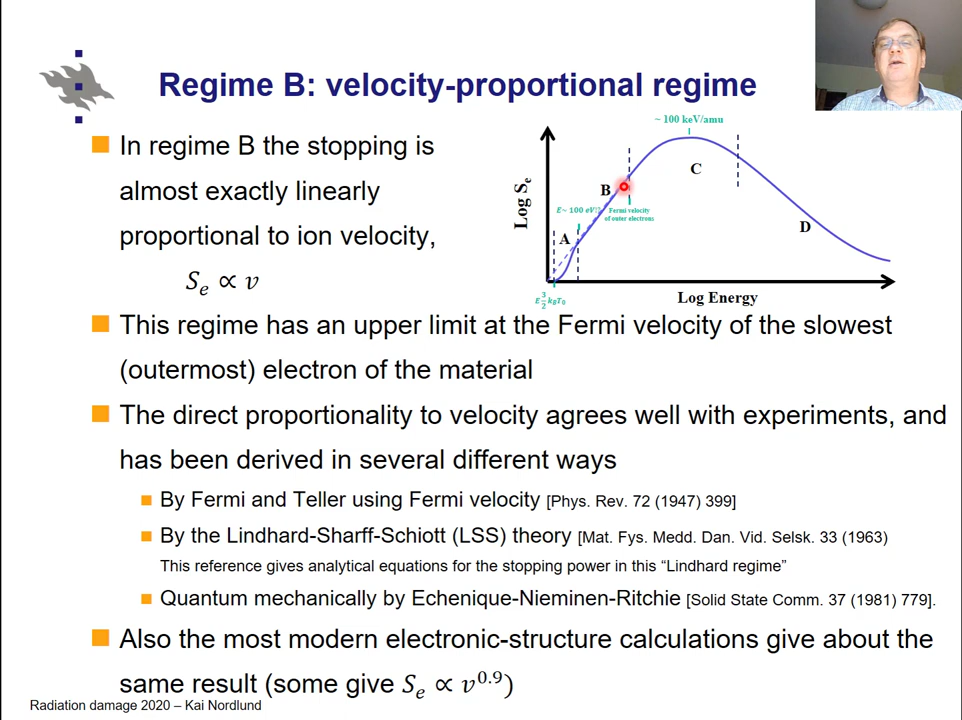 Regime B: velocity-proportional regime
In regime B the stopping is
almost exactly linearly
proportional to ion velocity,
Sₑ ∝ v
~ 100 keV/amu
Log Sₑ
A
B
C
D
E~ 100 eV/?
Fermi velocity
of outer electrons
E 3/2 k_B T₀
Log Energy
This regime has an upper limit at the Fermi velocity of the slowest
(outermost) electron of the material
The direct proportionality to velocity agrees well with experiments, and
has been derived in several different ways
By Fermi and Teller using Fermi velocity [Phys. Rev. 72 (1947) 399]
By the Lindhard-Sharff-Schiott (LSS) theory [Mat. Fys. Medd. Dan. Vid. Selsk. 33 (1963)
This reference gives analytical equations for the stopping power in this “Lindhard regime”
Quantum mechanically by Echenique-Nieminen-Ritchie [Solid State Comm. 37 (1981) 779].
Also the most modern electronic-structure calculations give about the
same result (some give Sₑ ∝ v⁰·⁹)
Radiation damage 2020 – Kai Nordlund